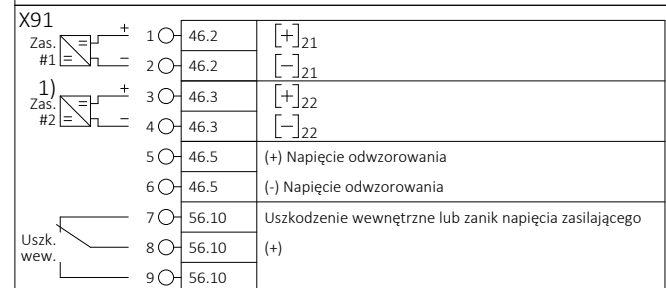 X91
Zas. #1 + 1 46.2 [+]21
= = − 2 46.2 [−]21
1) Zas. #2 + 3 46.3 [+]22
= = − 4 46.3 [−]22
5 46.5 (+) Napięcie odwzorowania
6 46.5 (-) Napięcie odwzorowania
7 56.10 Uszkodzenie wewnętrzne lub zanik napięcia zasilającego
Uszk. wew. 8 56.10 (+)
9 56.10